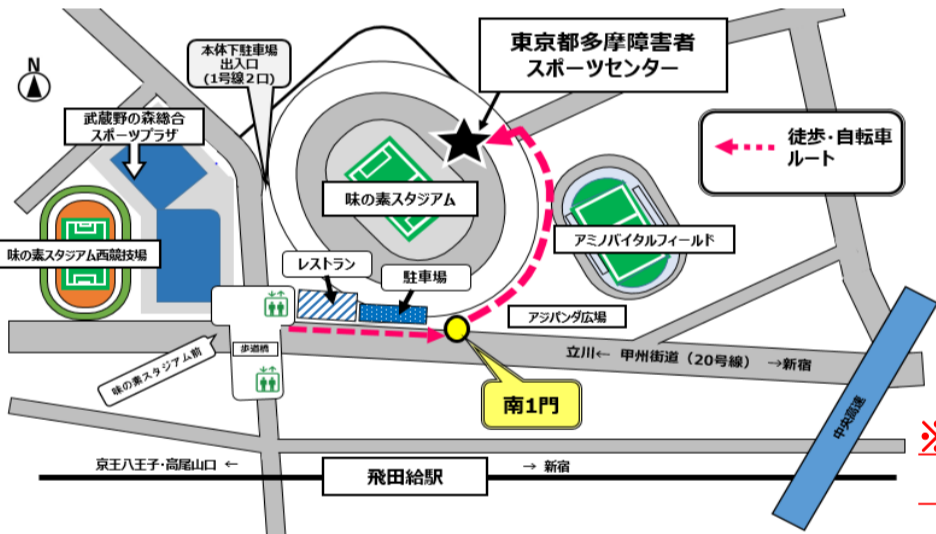 N
本体下駐車場
出入口
(1号線2口)
東京都多摩障害者
スポーツセンター
武蔵野の森総合
スポーツプラザ
徒歩・自転車
ルート
味の素スタジアム
味の素スタジアム西競技場
アミノバイタルフィールド
レストラン
駐車場
アジパンダ広場
味の素スタジアム前
歩道橋
立川← 甲州街道（20号線） →新宿
南1門
中央高速
※
京王八王子・高尾山口 ←
飛田給駅
→ 新宿